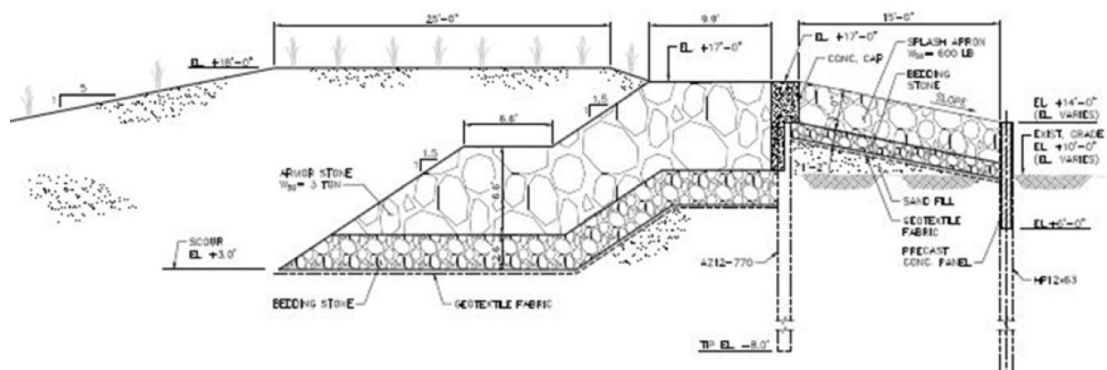 25'-0"
9.9'
15'-0"
EL +18'-0"
EL +17'-0"
EL +17'-0"
CONC. CAP
SPLASH APRON
W₅₀= 600 LB
BEDDING
STONE
SLOPE
EL +14'-0"
(EL VARIES)
EXIST. GRADE
EL +10'-0"
(EL VARIES)
5
1
1.5
1
6.6'
1.5
1
ARMOR STONE
W₅₀= 3 TON
6.6'
1'-2"
SAND FILL
GEOTEXTILE
FABRIC
PRECAST
CONC. PANEL
EL +6'-0"
HP12x63
SCOUR
EL +3.0'
AZ12-770
BEDDING STONE
GEOTEXTILE FABRIC
TIP EL -8.0'